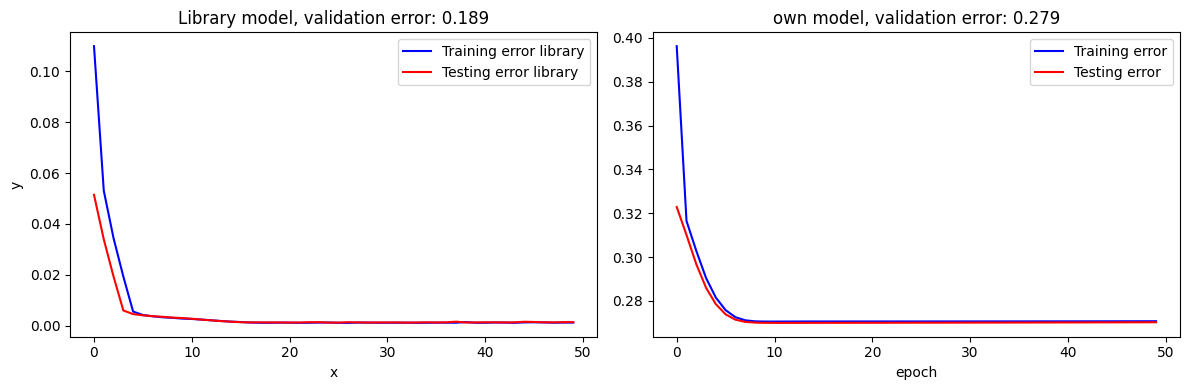 Library model, validation error: 0.189
Training error library
Testing error library
0.10
0.08
0.06
0.04
0.02
0.00
y
0 10 20 30 40 50
x
own model, validation error: 0.279
Training error
Testing error
0.40
0.38
0.36
0.34
0.32
0.30
0.28
0 10 20 30 40 50
epoch